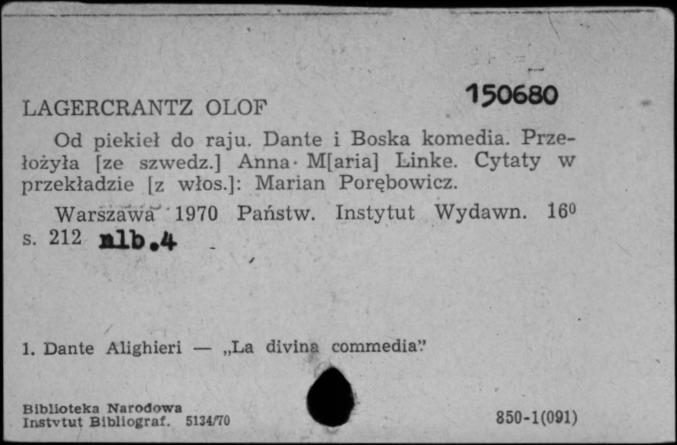 150680
LAGERCRANTZ OLOF
Od piekieł do raju. Dante i Boska komedia. Prze-
łożyła [ze szwedz.] Anna M[aria] Linke. Cytaty w
przekładzie [z włos.]: Marian Porębowicz.
Warszawa 1970 Państw. Instytut Wydawn. 16⁰
s. 212 nlb.4
1. Dante Alighieri — „La divina commedia".
Biblioteka Narodowa
Instytut Bibliograf. 5134/70
850-1(091)